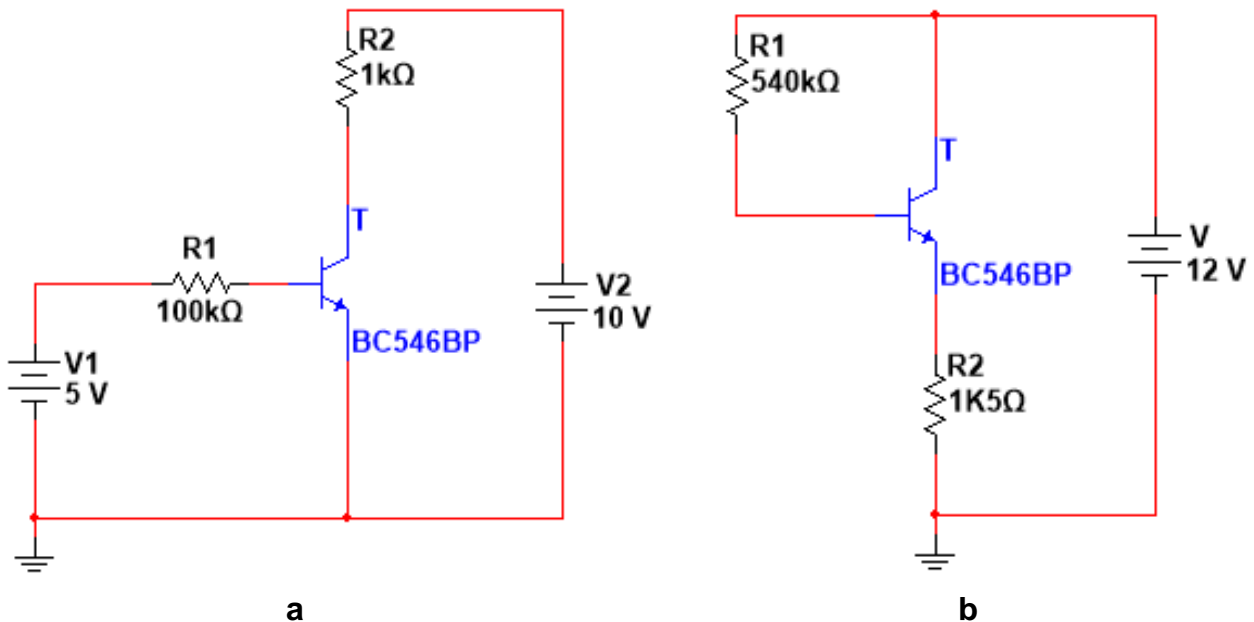 R2
1kΩ
T
R1
100kΩ
BC546BP
V1
5 V
V2
10 V
a
R1
540kΩ
T
BC546BP
R2
1K5Ω
V
12 V
b